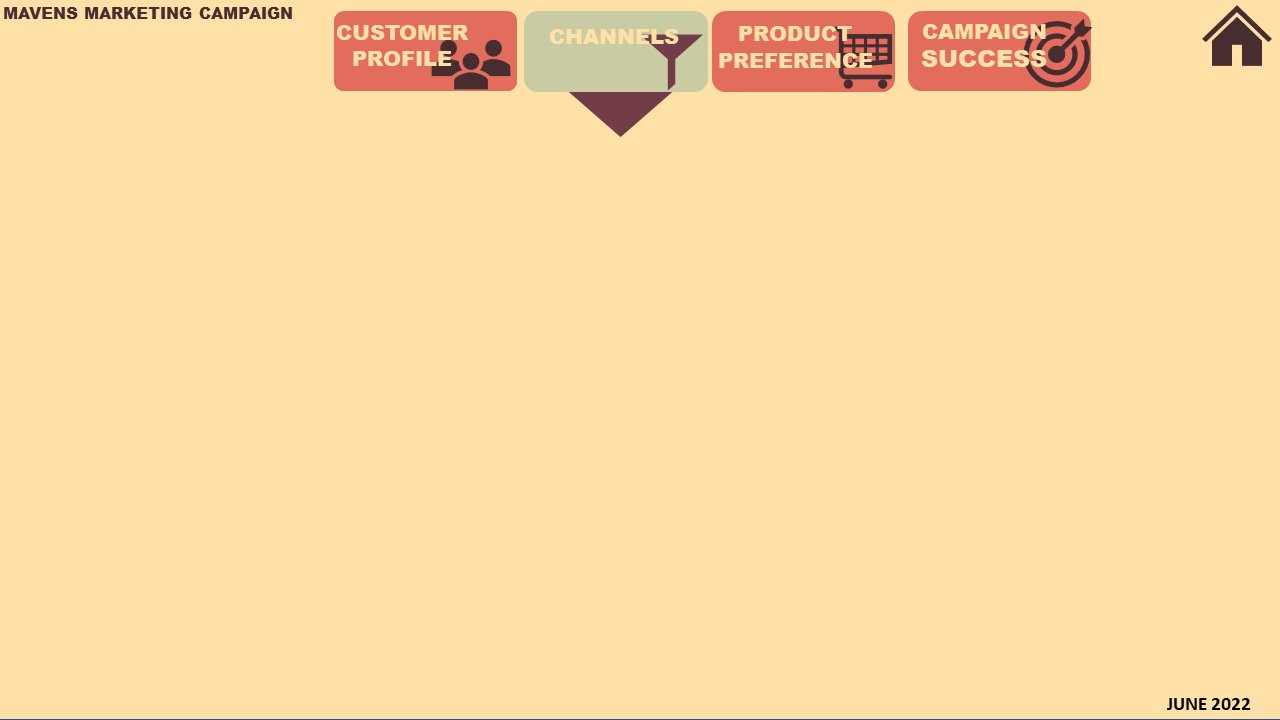 MAVENS MARKETING CAMPAIGN
CUSTOMER
PROFILE
CHANNELS
PRODUCT
PREFERENCE
CAMPAIGN
SUCCESS
JUNE 2022